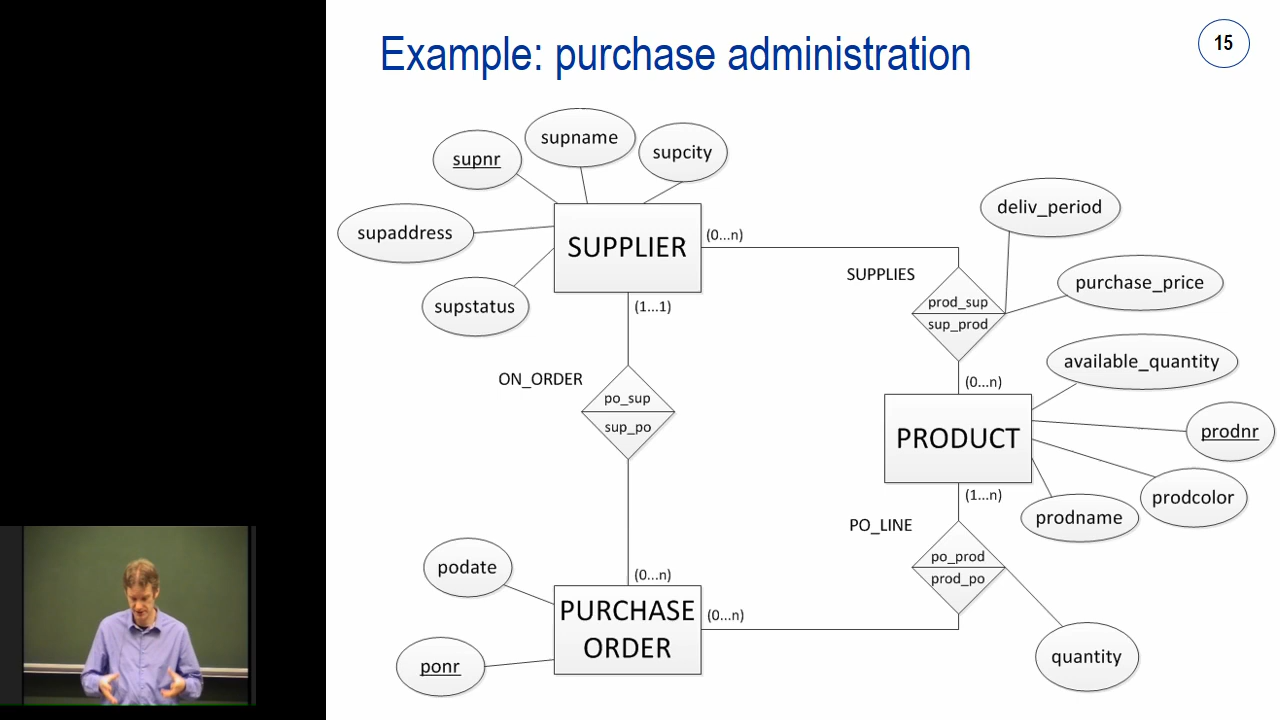 Example: purchase administration
15
supname
supnr
supcity
deliv_period
supaddress
SUPPLIER
(0...n)
SUPPLIES
purchase_price
prod_sup
sup_prod
supstatus
(1...1)
available_quantity
ON_ORDER
(0...n)
po_sup
sup_po
PRODUCT
prodnr
(1...n)
prodcolor
prodname
PO_LINE
po_prod
prod_po
podate
(0...n)
PURCHASE
ORDER
(0...n)
quantity
ponr